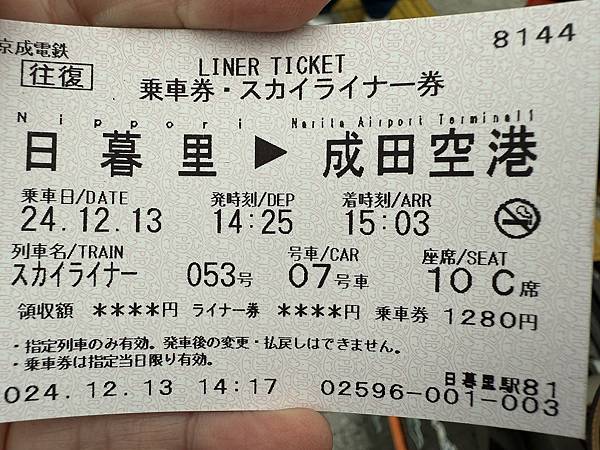 京成電鉄
8144
往復
LINER TICKET
乗車券・スカイライナー券
Nippori Narita Airport Terminal1
日暮里 ▶ 成田空港
乗車日/DATE 発時刻/DEP 着時刻/ARR
24.12.13 14:25 15:03
列車名/TRAIN 号車/CAR 座席/SEAT
スカイライナー 053号 07号車 10 C席
領収額 ****円 ライナー券 ****円 乗車券 1280円
・指定列車のみ有効。発車後の変更・払戻しはできません。
・乗車券は指定当日限り有効。
日暮里駅81
024.12.13 14:17 02596-001-003